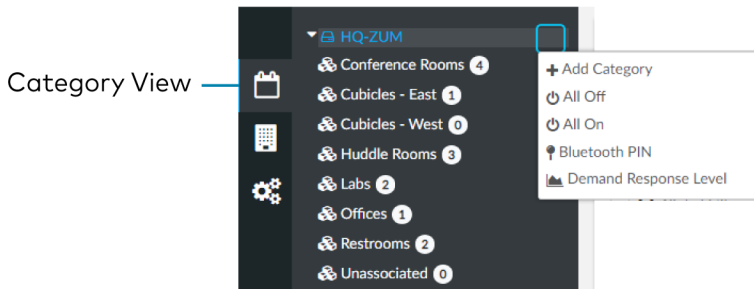 Category View
HQ-ZUM
Conference Rooms 4
Cubicles - East 1
Cubicles - West 0
Huddle Rooms 3
Labs 2
Offices 1
Restrooms 2
Unassociated 0
Add Category
All Off
All On
Bluetooth PIN
Demand Response Level